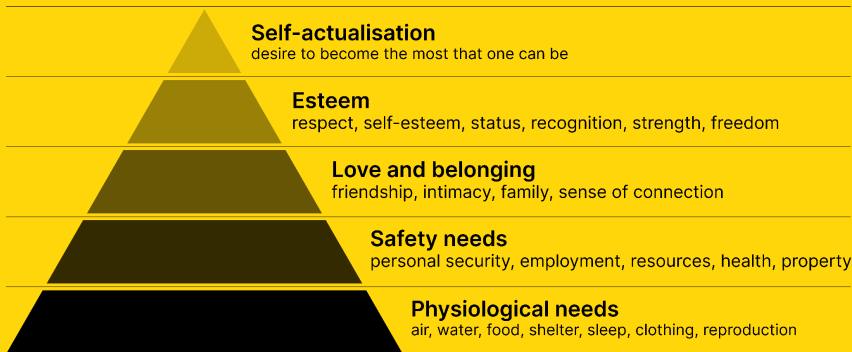 Self-actualisation
desire to become the most that one can be
Esteem
respect, self-esteem, status, recognition, strength, freedom
Love and belonging
friendship, intimacy, family, sense of connection
Safety needs
personal security, employment, resources, health, property
Physiological needs
air, water, food, shelter, sleep, clothing, reproduction